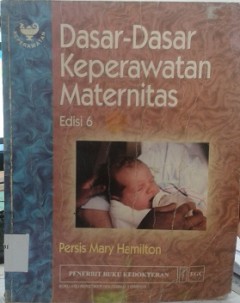 Dasar-Dasar
Keperawatan
Maternitas
Edisi 6
Persis Mary Hamilton
PENERBIT BUKU KEDOKTERAN EGC